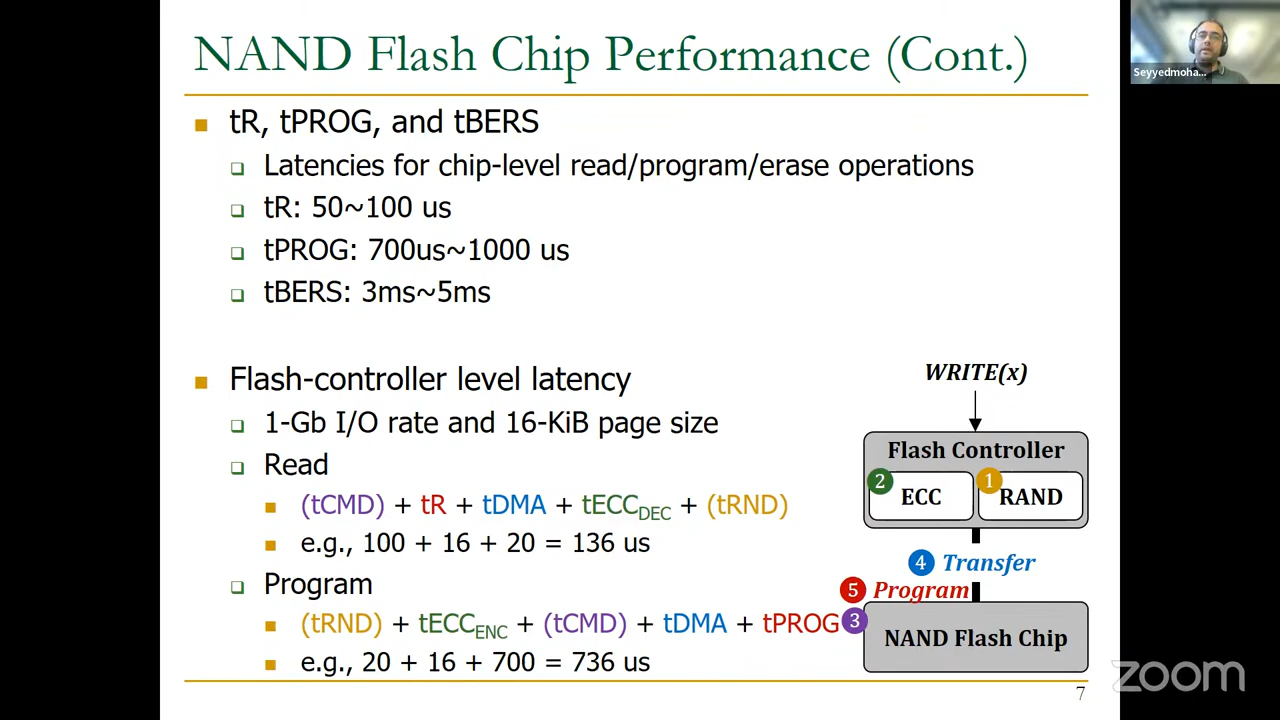 NAND Flash Chip Performance (Cont.)
Seyyedmoha...
tR, tPROG, and tBERS
Latencies for chip-level read/program/erase operations
tR: 50~100 us
tPROG: 700us~1000 us
tBERS: 3ms~5ms
Flash-controller level latency
1-Gb I/O rate and 16-KiB page size
Read
(tCMD) + tR + tDMA + tECCDEC + (tRND)
e.g., 100 + 16 + 20 = 136 us
Program
(tRND) + tECCENC + (tCMD) + tDMA + tPROG
e.g., 20 + 16 + 700 = 736 us
WRITE(x)
Flash Controller
2 ECC
1 RAND
4 Transfer
5 Program
3
NAND Flash Chip
7
zoom